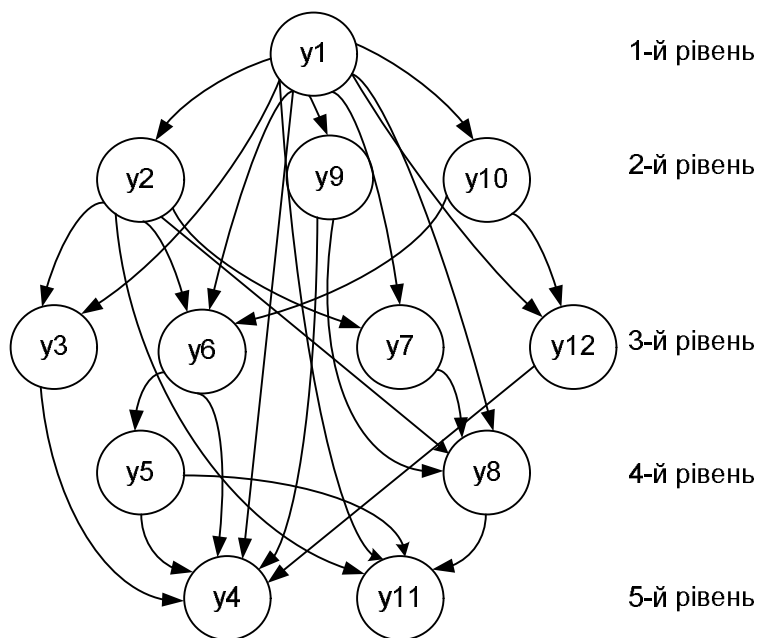 y1 1-й рівень
y2 y9 y10 2-й рівень
y3 y6 y7 y12 3-й рівень
y5 y8 4-й рівень
y4 y11 5-й рівень